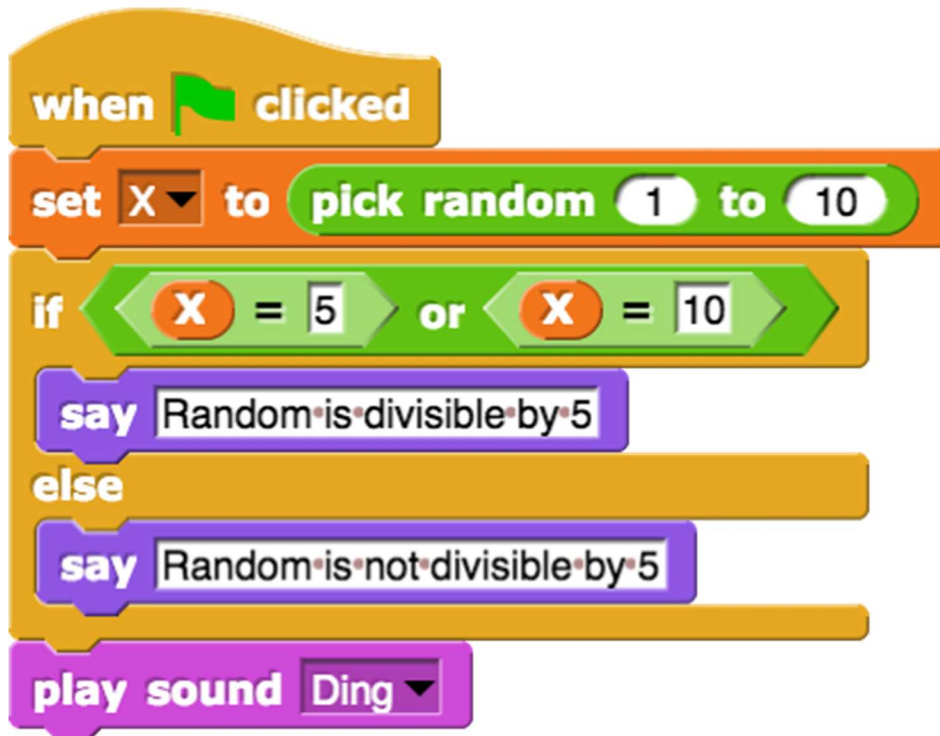 when clicked
set X to pick random 1 to 10
if X = 5 or X = 10
say Random is divisible by 5
else
say Random is not divisible by 5
play sound Ding